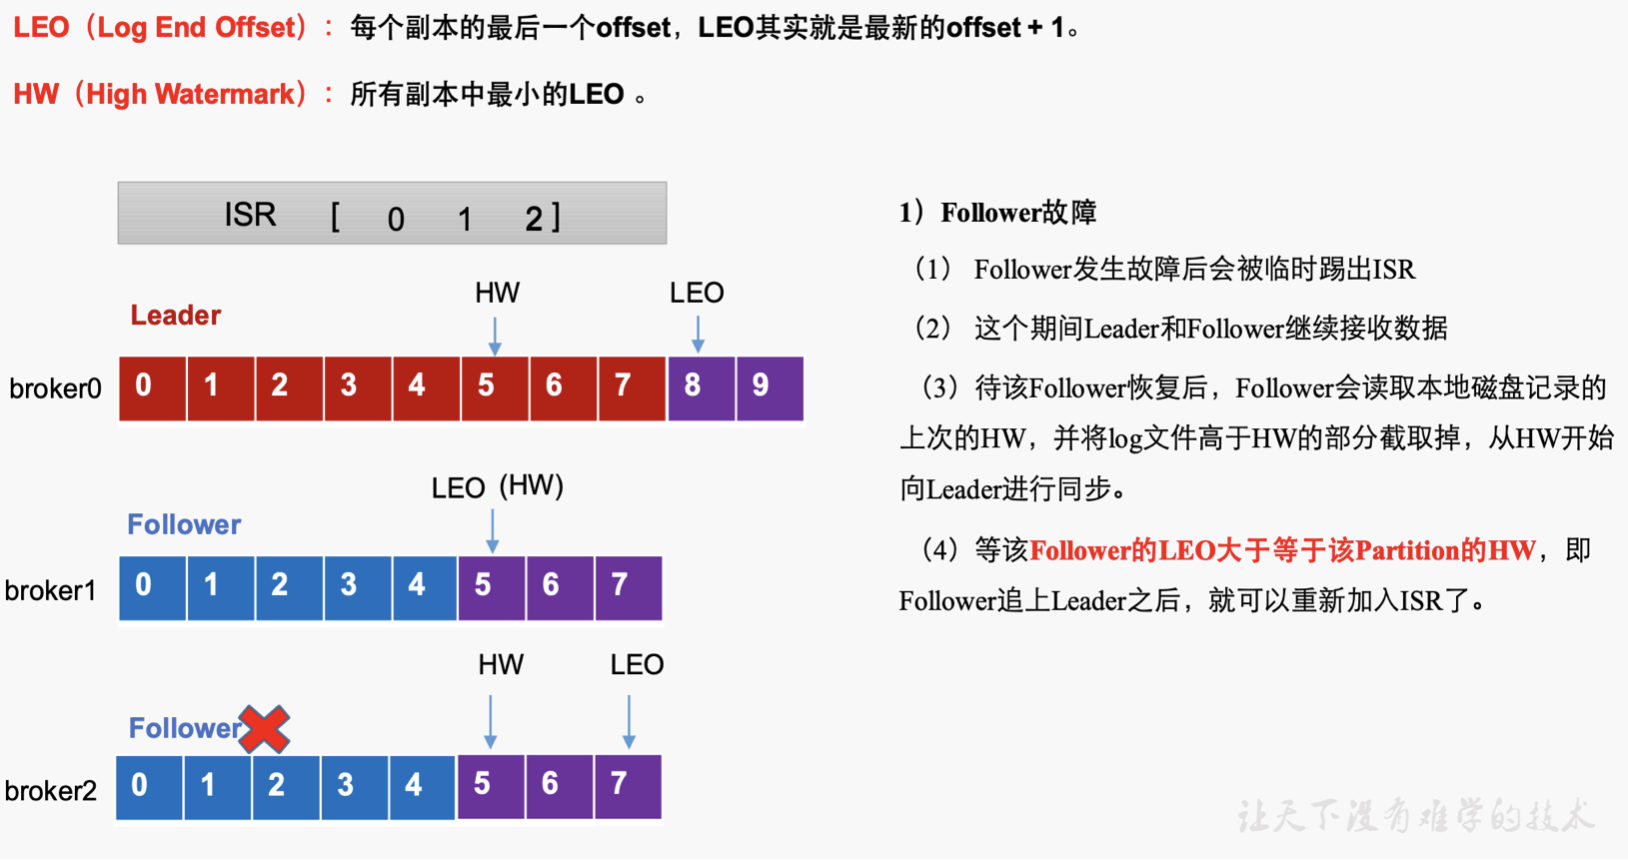 LEO（Log End Offset）：每个副本的最后一个offset，LEO其实就是最新的offset + 1。
HW（High Watermark）：所有副本中最小的LEO 。
ISR [ 0 1 2 ]
HW LEO
Leader
broker0 0 1 2 3 4 5 6 7 8 9
LEO (HW)
Follower
broker1 0 1 2 3 4 5 6 7
HW LEO
Follower
broker2 0 1 2 3 4 5 6 7
1）Follower故障
（1） Follower发生故障后会被临时踢出ISR
（2） 这个期间Leader和Follower继续接收数据
（3）待该Follower恢复后，Follower会读取本地磁盘记录的
上次的HW，并将log文件高于HW的部分截取掉，从HW开始
向Leader进行同步。
（4）等该Follower的LEO大于等于该Partition的HW，即
Follower追上Leader之后，就可以重新加入ISR了。
让天下没有难学的技术